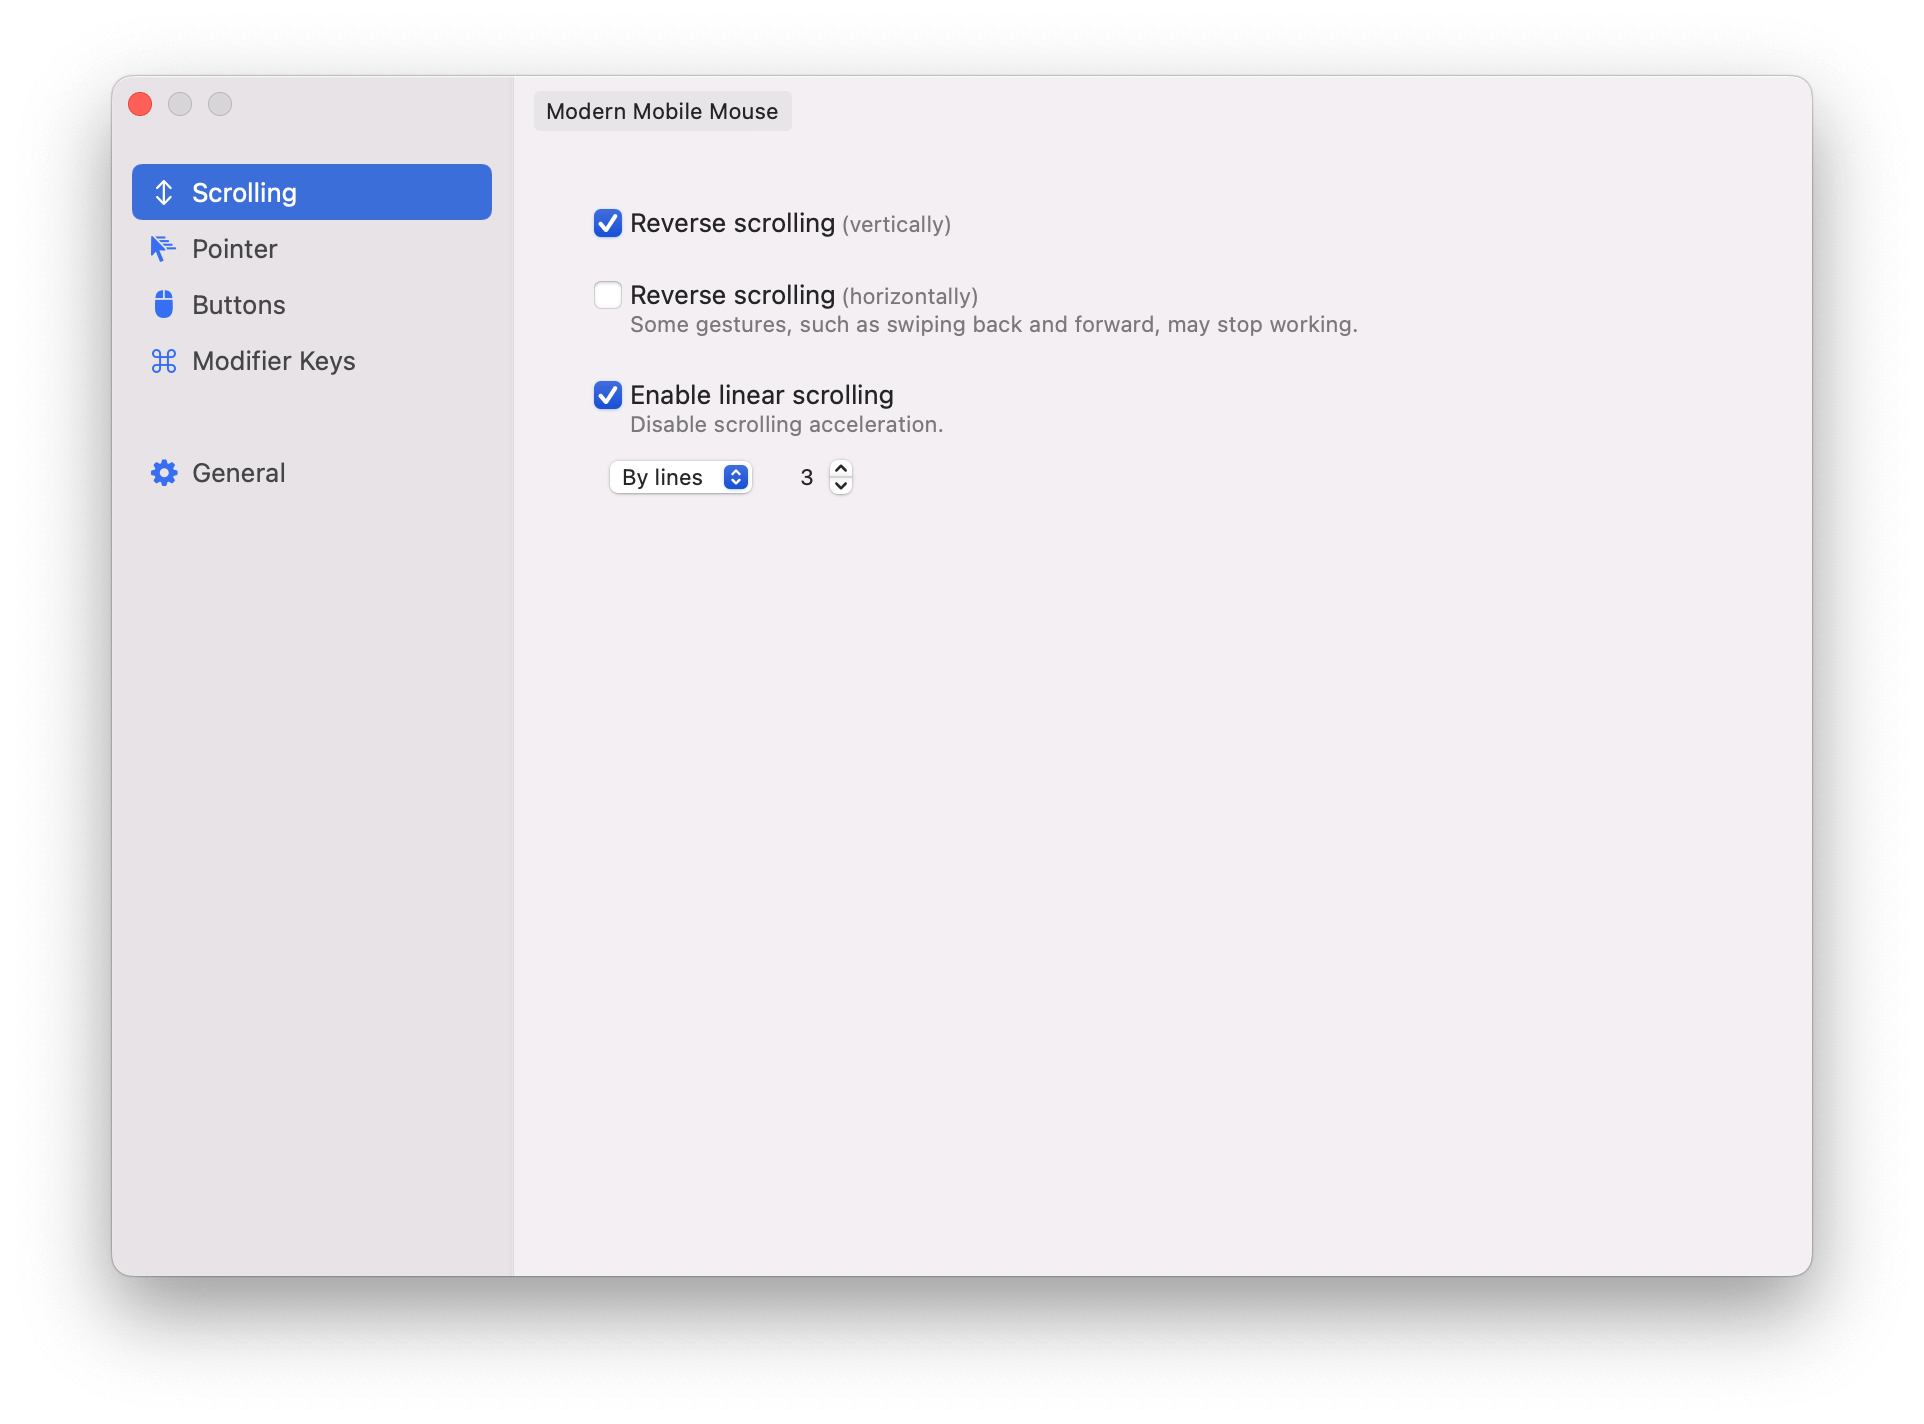 Modern Mobile Mouse
Scrolling
Pointer
Buttons
Modifier Keys
General
Reverse scrolling (vertically)
Reverse scrolling (horizontally)
Some gestures, such as swiping back and forward, may stop working.
Enable linear scrolling
Disable scrolling acceleration.
By lines 3